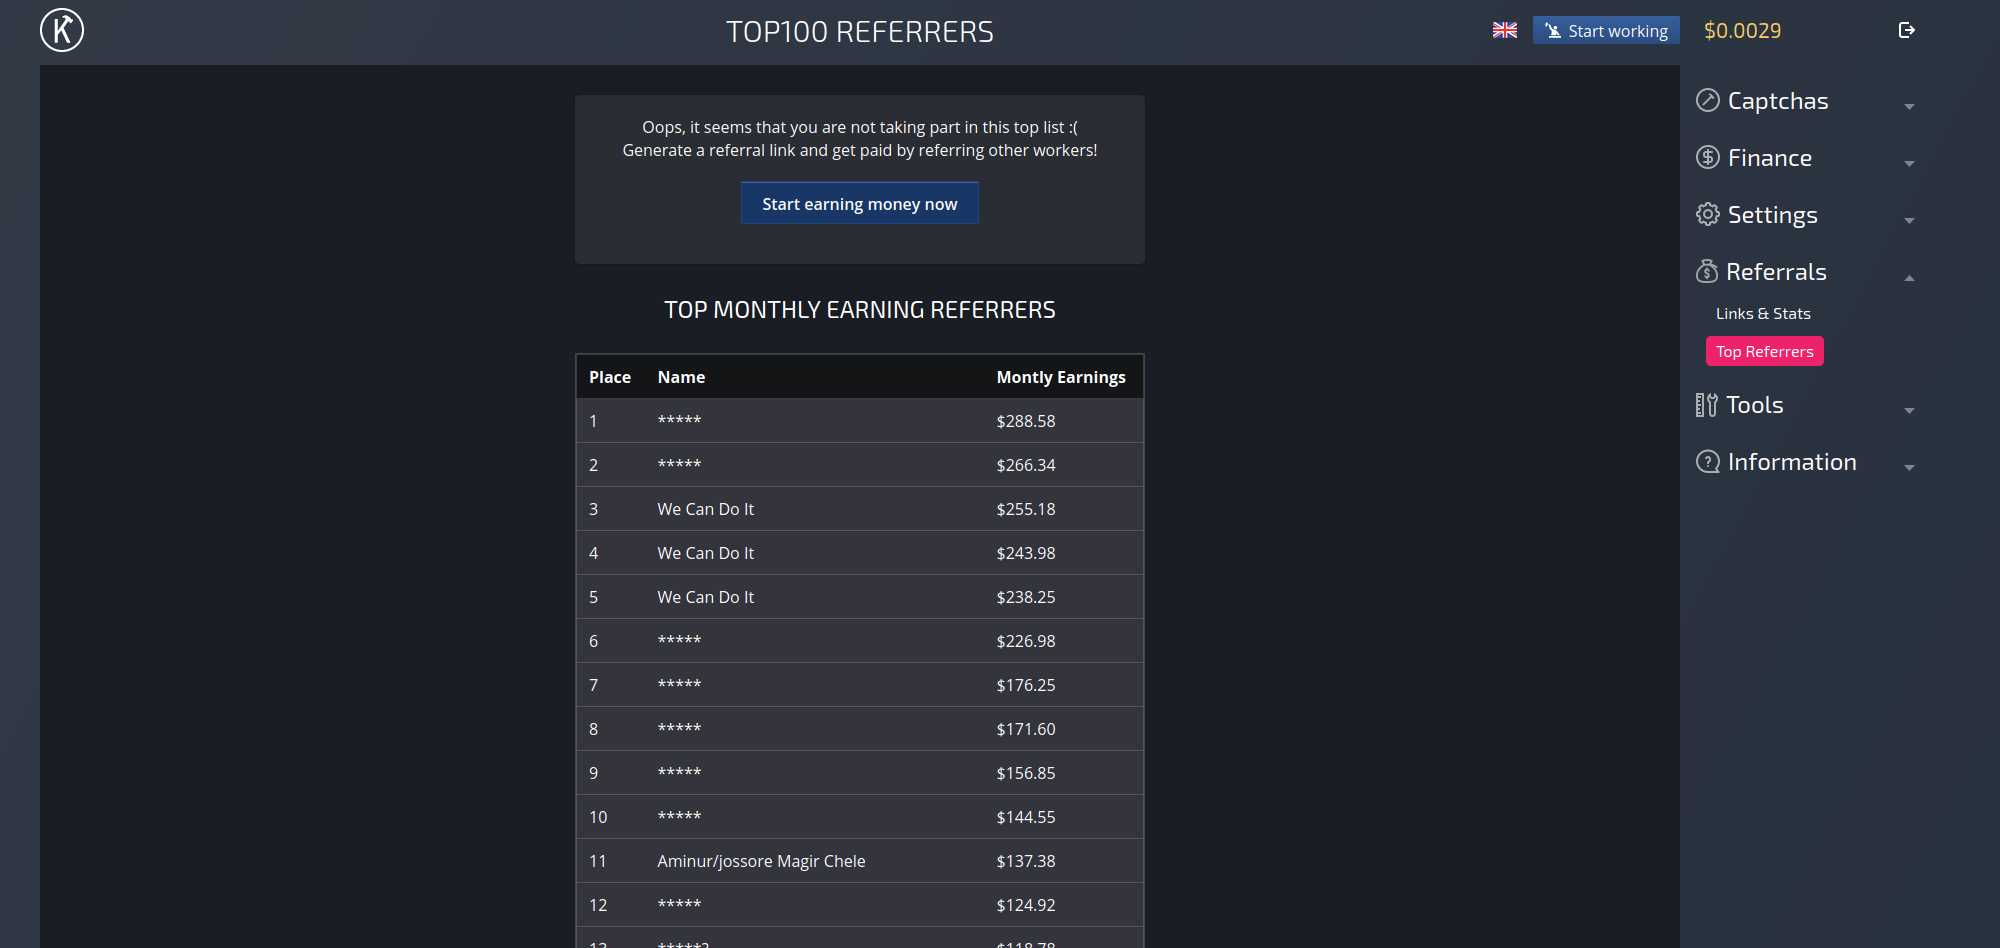 K
TOP100 REFERRERS
Start working
$0.0029
Oops, it seems that you are not taking part in this top list :(
Generate a referral link and get paid by referring other workers!
Start earning money now
TOP MONTHLY EARNING REFERRERS
Place Name Montly Earnings
1 ***** $288.58
2 ***** $266.34
3 We Can Do It $255.18
4 We Can Do It $243.98
5 We Can Do It $238.25
6 ***** $226.98
7 ***** $176.25
8 ***** $171.60
9 ***** $156.85
10 ***** $144.55
11 Aminur/jossore Magir Chele $137.38
12 ***** $124.92
13 *****2 $118.78
Captchas
Finance
Settings
Referrals
Links & Stats
Top Referrers
Tools
Information